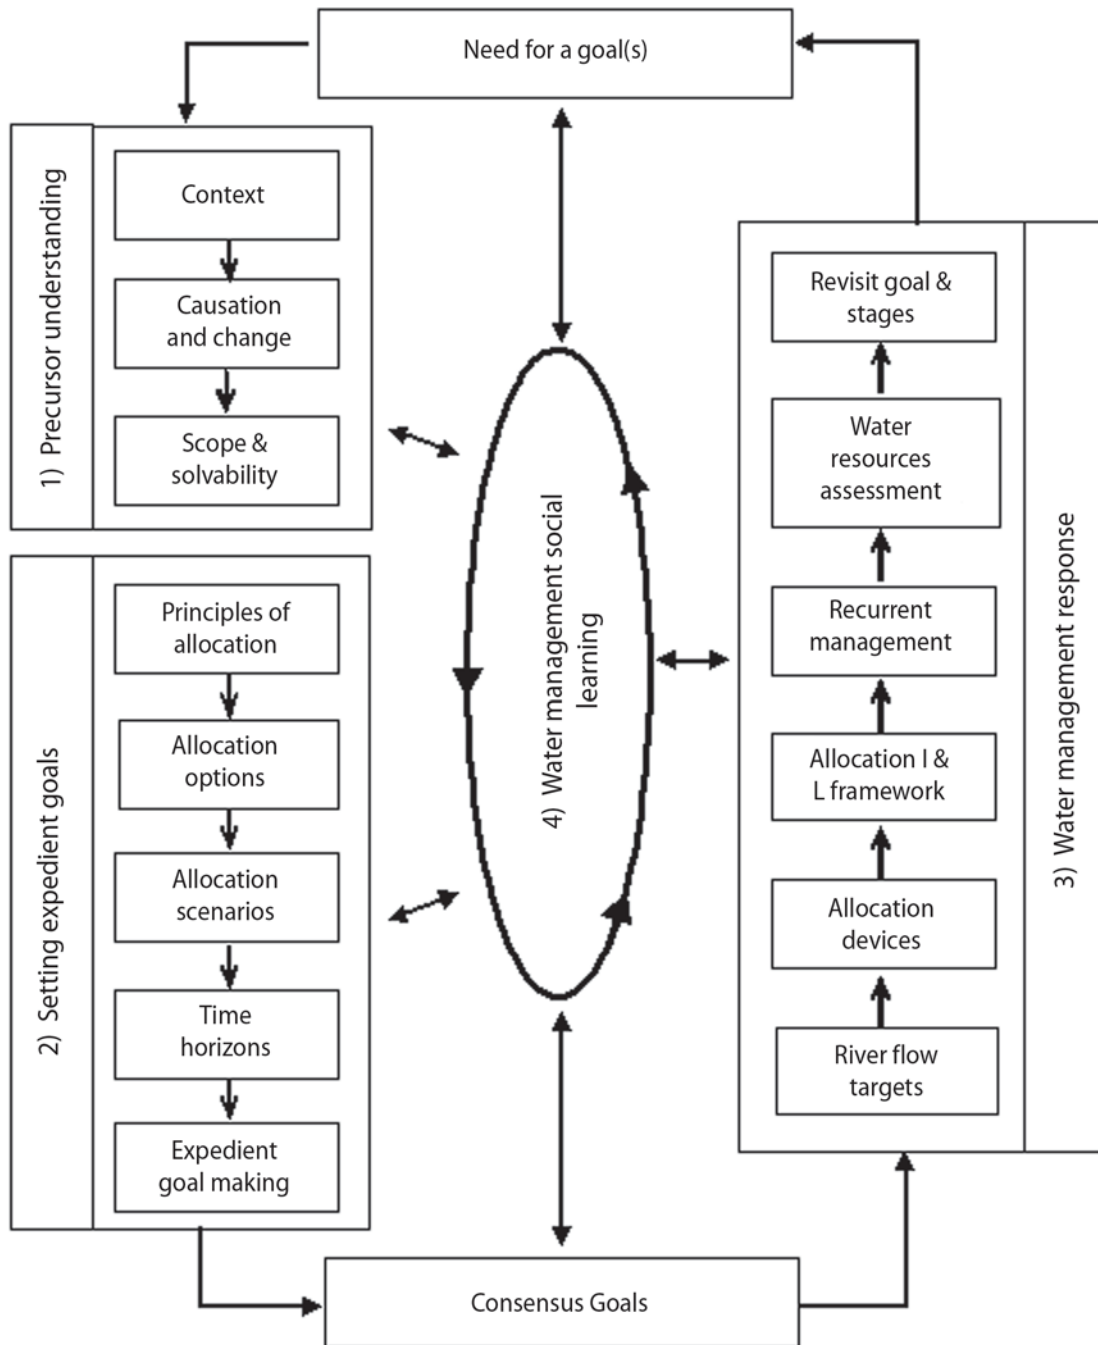 Need for a goal(s)
1) Precursor understanding
Context
Causation
and change
Scope &
solvability
2) Setting expedient goals
Principles of
allocation
Allocation
options
Allocation
scenarios
Time
horizons
Expedient
goal making
4) Water management social
learning
Revisit goal &
stages
Water
resources
assessment
Recurrent
management
Allocation I &
L framework
Allocation
devices
River flow
targets
3) Water management response
Consensus Goals